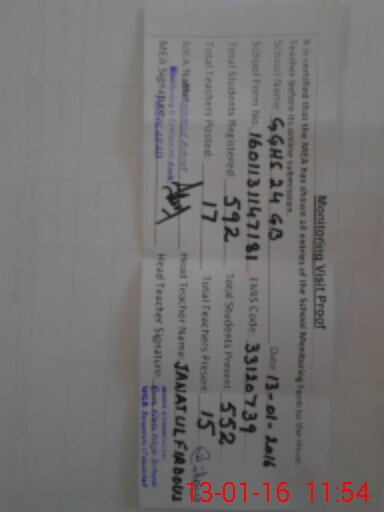 Monitoring Visit Proof
It is certified that the MEA has shown all entries of the School Monitoring Form to the Head
Teacher before its online submission.
School Name: GGHS 24 GB Date: 13-01-2016
School Form No. 1601131147181 EMIS Code: 33120739
Total Students Registered: 592 Total Students Present: 552
Total Teachers Posted: 17 Total Teachers Present: 15
MEA Name Head Teacher Name: JANATUL FIRDOUS
MEA Signature Head Teacher Signature:
13-01-16 11:54